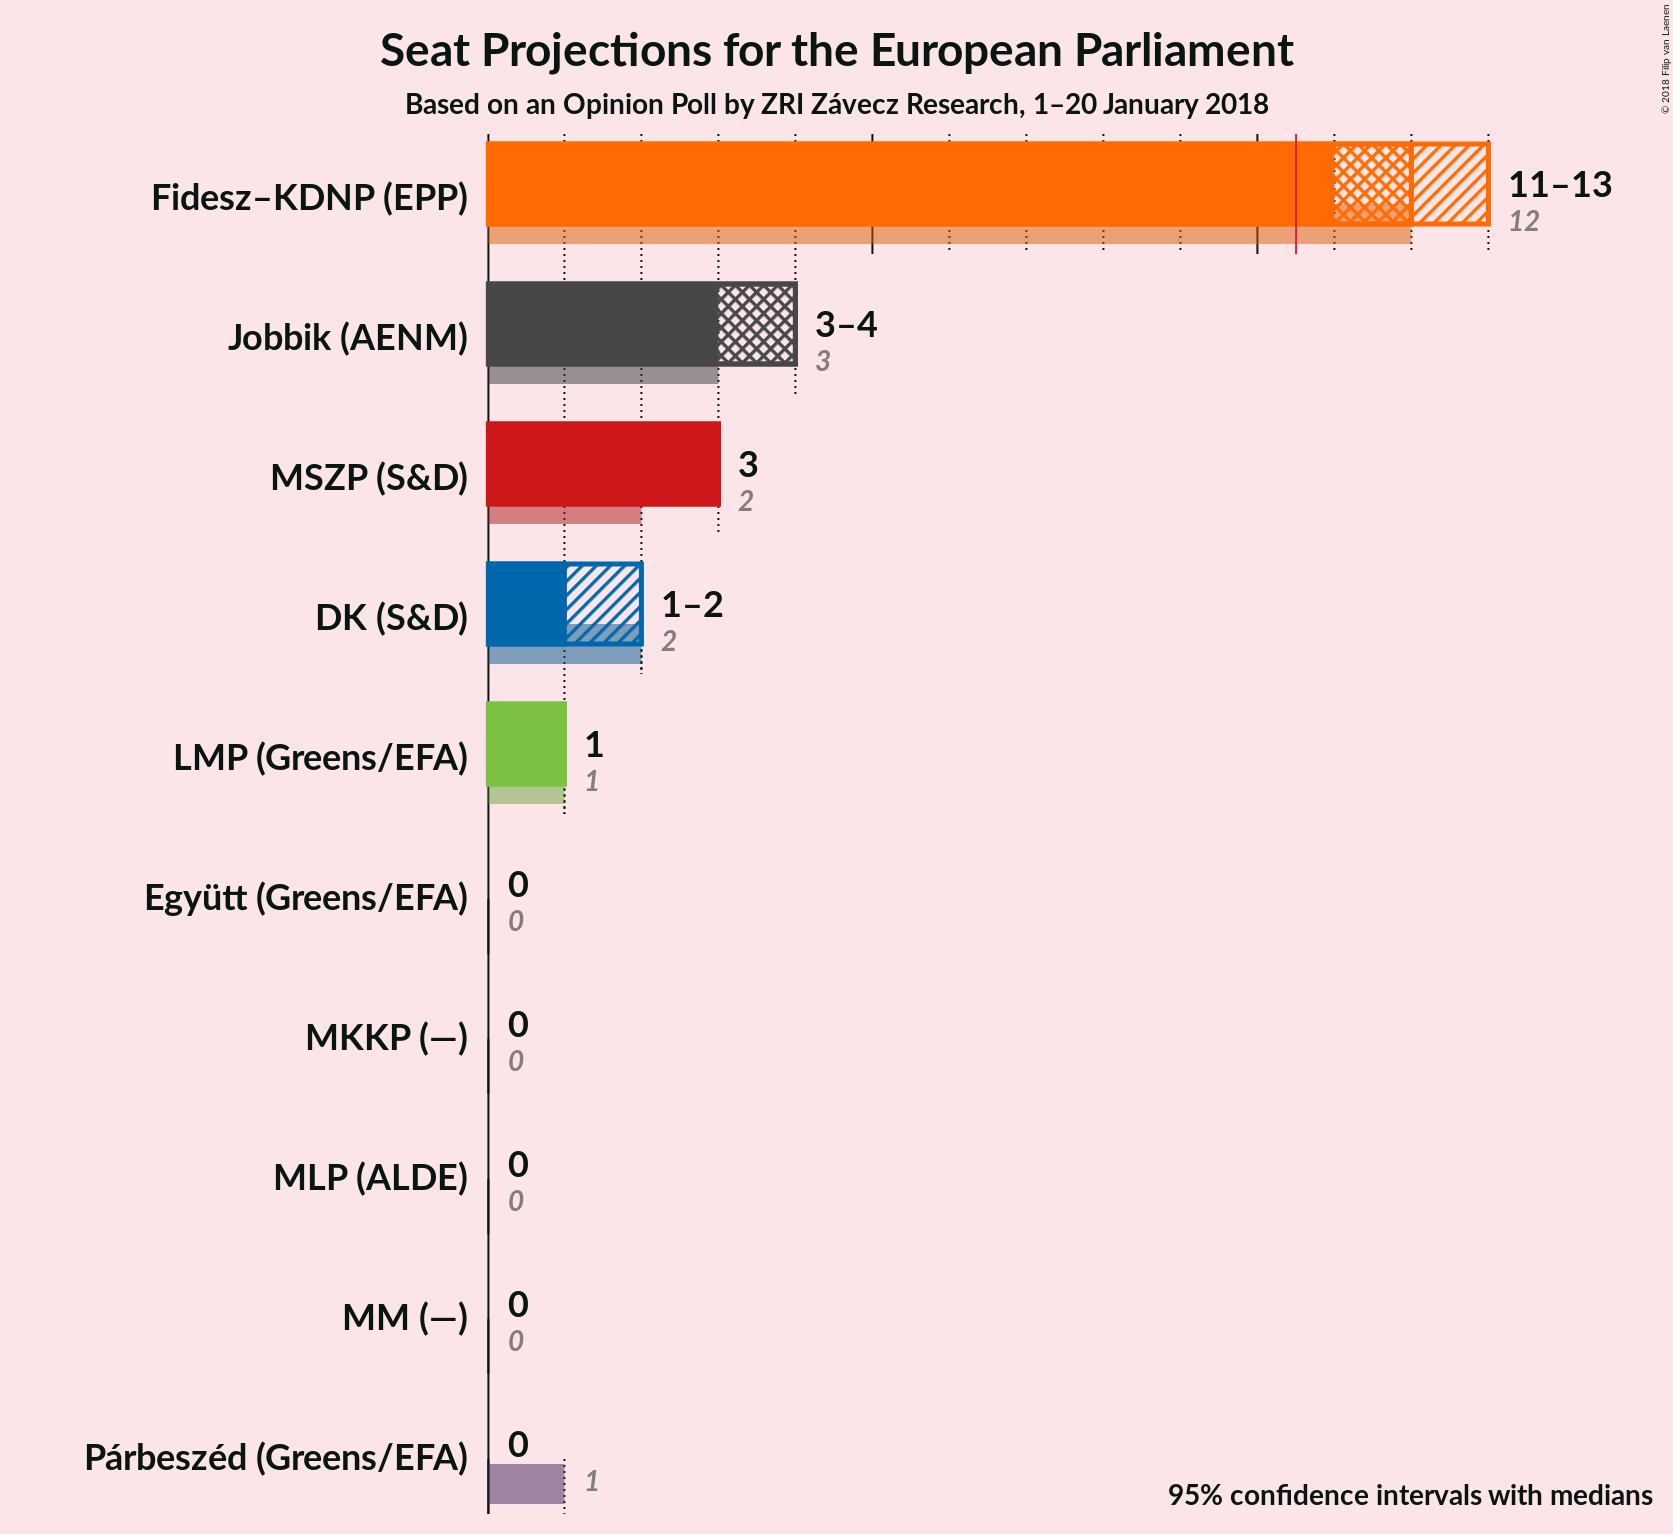 Seat Projections for the European Parliament
Based on an Opinion Poll by ZRI Závecz Research, 1–20 January 2018
© 2018 Filip van Laenen
Fidesz–KDNP (EPP)
11–13
12
Jobbik (AENM)
3–4
3
MSZP (S&D)
3
2
DK (S&D)
1–2
2
LMP (Greens/EFA)
1
1
Együtt (Greens/EFA)
0
0
MKKP (—)
0
0
MLP (ALDE)
0
0
MM (—)
0
0
Párbeszéd (Greens/EFA)
0
1
95% confidence intervals with medians